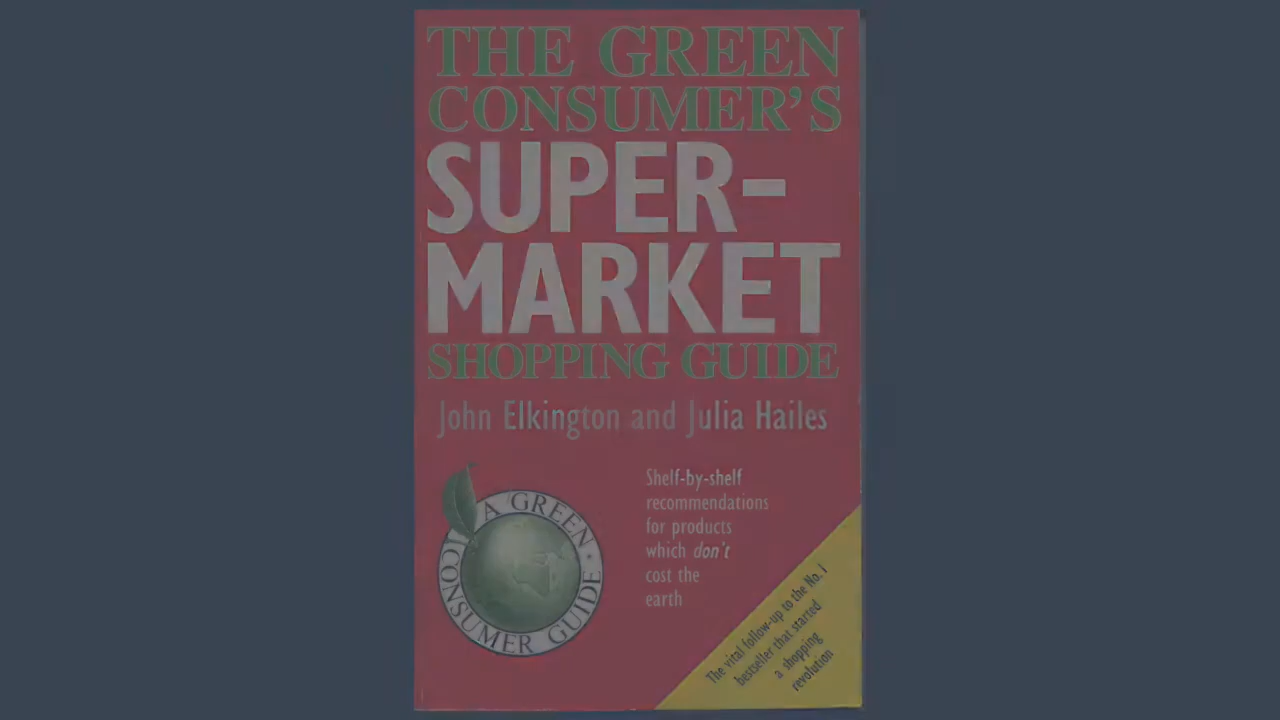 THE GREEN
CONSUMER'S
SUPER-
MARKET
SHOPPING GUIDE
John Elkington and Julia Hailes
A GREEN
CONSUMER GUIDE
Shelf-by-shelf
recommendations
for products
which don't
cost the
earth
The vital follow-up to the No. 1
bestseller that started
a shopping
revolution